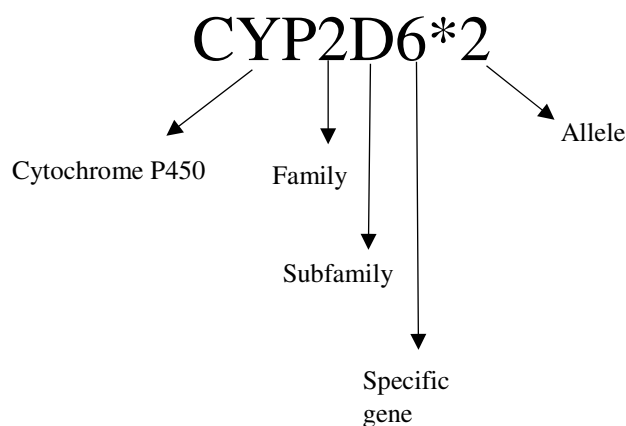 CYP2D6*2
Allele
Cytochrome P450
Family
Subfamily
Specific
gene